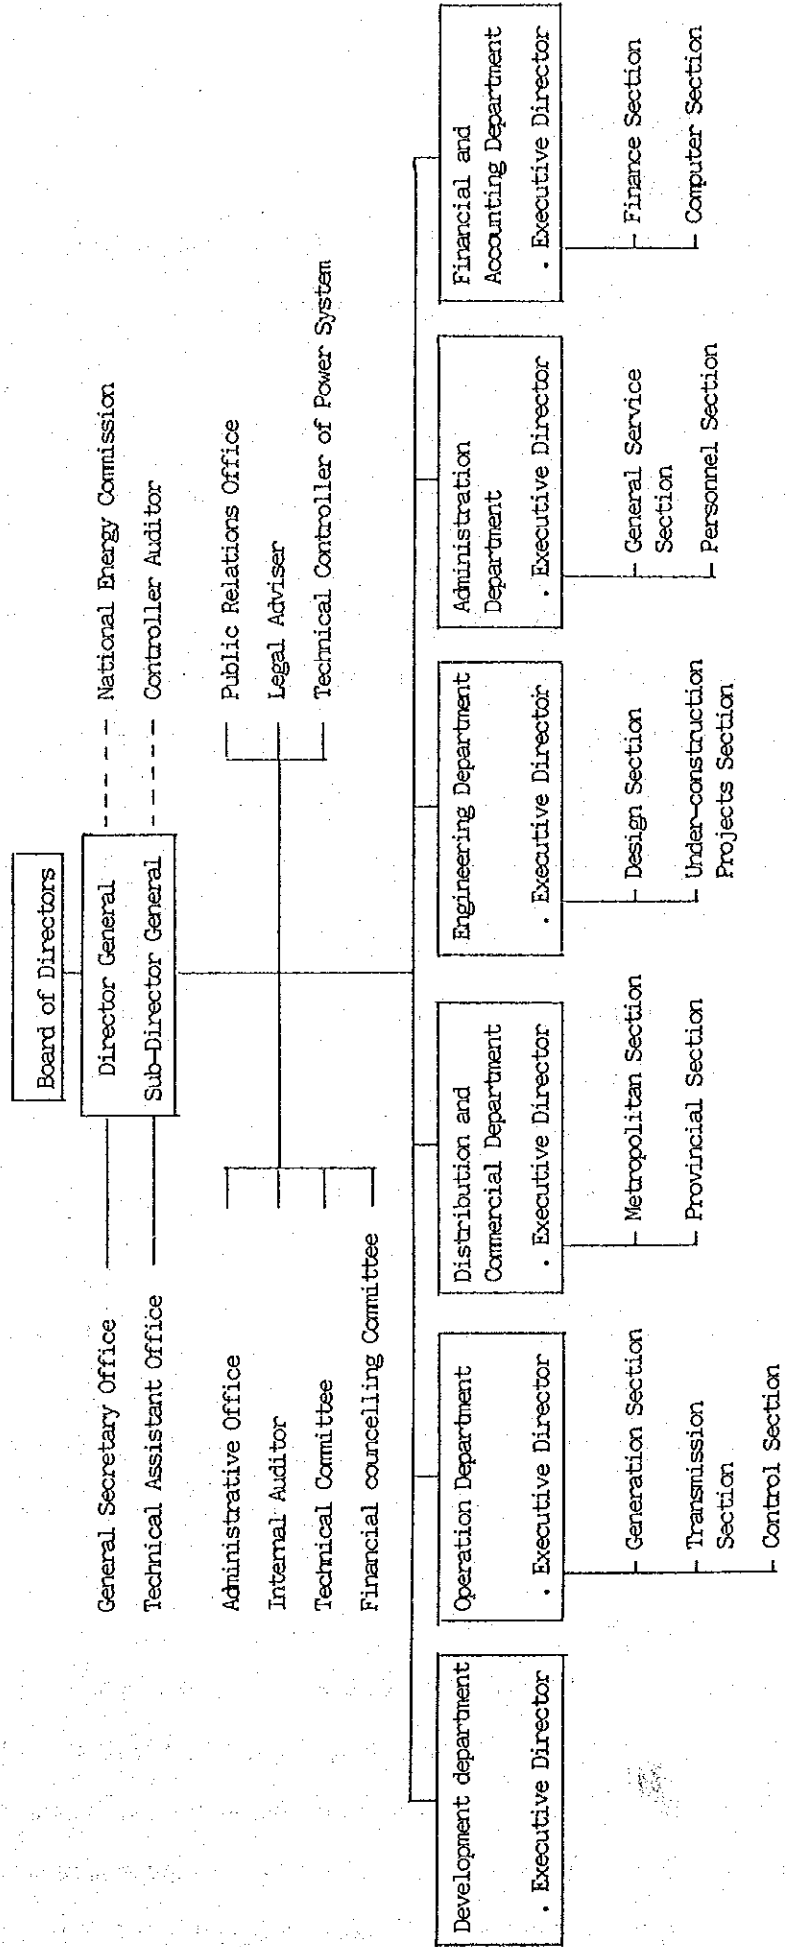 Board of Directors
Director General
Sub-Director General
General Secretary Office
Technical Assistant Office
National Energy Commission
Controller Auditor
Administrative Office
Internal Auditor
Technical Committee
Financial councelling Committee
Public Relations Office
Legal Adviser
Technical Controller of Power System
Development department
. Executive Director
Operation Department
. Executive Director
Generation Section
Transmission
Section
Control Section
Distribution and
Commercial Department
. Executive Director
Metropolitan Section
Provincial Section
Engineering Department
. Executive Director
Design Section
Under-construction
Projects Section
Administration
Department
. Executive Director
General Service
Section
Personnel Section
Financial and
Accounting Department
. Executive Director
Finance Section
Computer Section